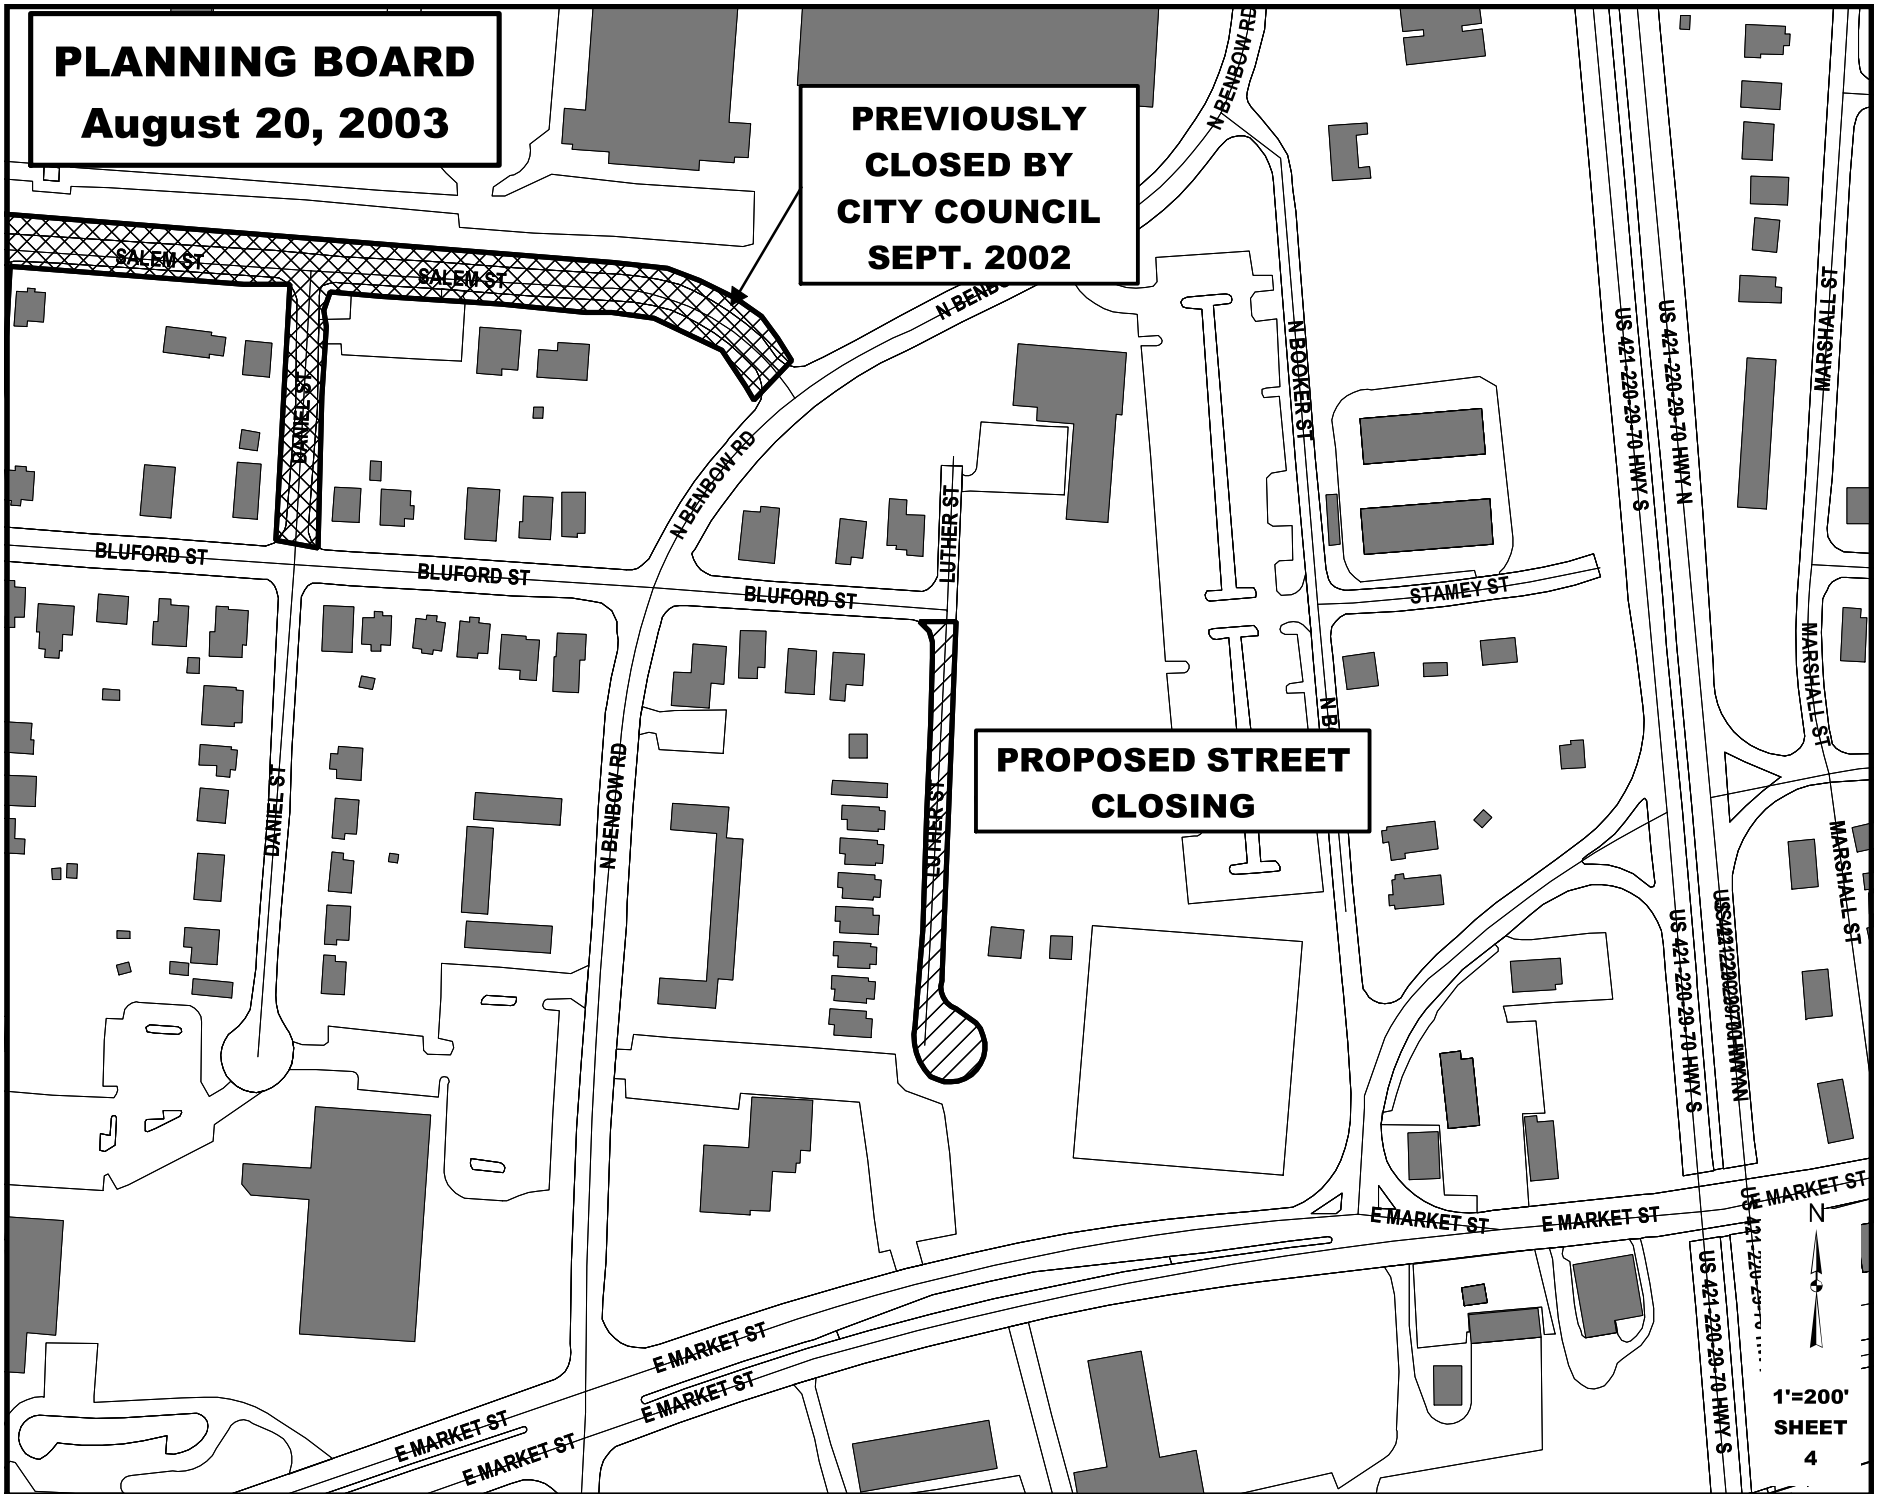 PLANNING BOARD
August 20, 2003
PREVIOUSLY
CLOSED BY
CITY COUNCIL
SEPT. 2002
N BENBOW RD
N BENBOW RD
SALEM ST
SALEM ST
N BENBO
DANIEL ST
N BENBOW RD
LUTHER ST
N BOOKER ST
US 421-220-29-70 HWY S
US 421-220-29-70 HWY N
MARSHALL ST
BLUFORD ST
BLUFORD ST
BLUFORD ST
STAMEY ST
MARSHALL ST
N B
PROPOSED STREET
CLOSING
DANIEL ST
N BENBOW RD
LUTHER ST
MARSHALL ST
US 421-220-29-70 HWY S
E MARKET ST
E MARKET ST
E MARKET ST
US 421-220-29-70 HWY S
E MARKET ST
E MARKET ST
E MARKET ST
E MARKET ST
N
1'=200'
SHEET
4